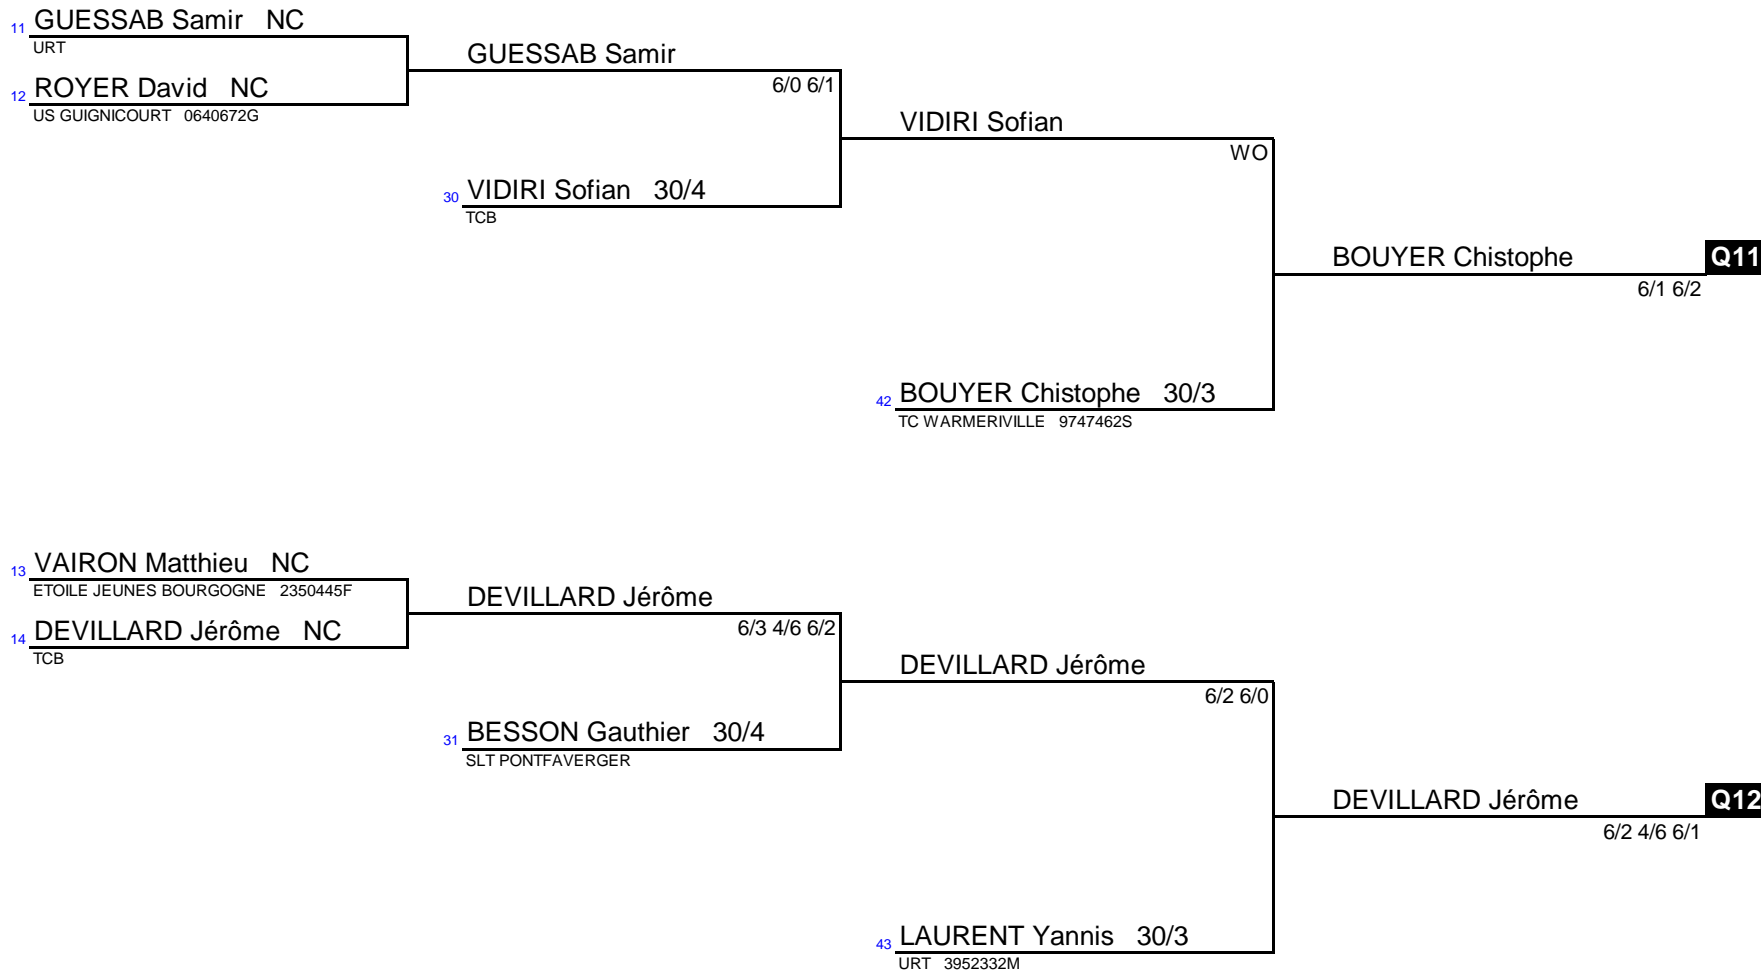 11 GUESSAB Samir NC
URT
GUESSAB Samir
6/0 6/1
12 ROYER David NC
US GUIGNICOURT 0640672G
VIDIRI Sofian
WO
30 VIDIRI Sofian 30/4
TCB
BOUYER Chistophe Q11
6/1 6/2
42 BOUYER Chistophe 30/3
TC WARMERIVILLE 9747462S
13 VAIRON Matthieu NC
ETOILE JEUNES BOURGOGNE 2350445F
DEVILLARD Jérôme
6/3 4/6 6/2
14 DEVILLARD Jérôme NC
TCB
DEVILLARD Jérôme
6/2 6/0
31 BESSON Gauthier 30/4
SLT PONTFAVERGER
DEVILLARD Jérôme Q12
6/2 4/6 6/1
43 LAURENT Yannis 30/3
URT 3952332M